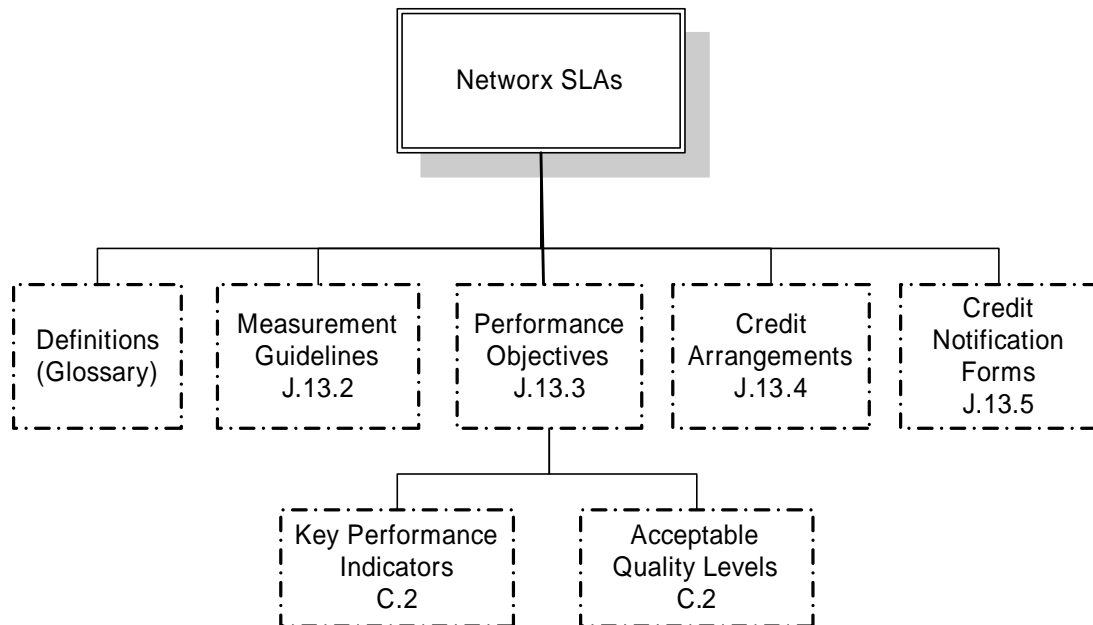 Networx SLAs
Definitions
(Glossary)
Measurement
Guidelines
J.13.2
Performance
Objectives
J.13.3
Credit
Arrangements
J.13.4
Credit
Notification
Forms
J.13.5
Key Performance
Indicators
C.2
Acceptable
Quality Levels
C.2